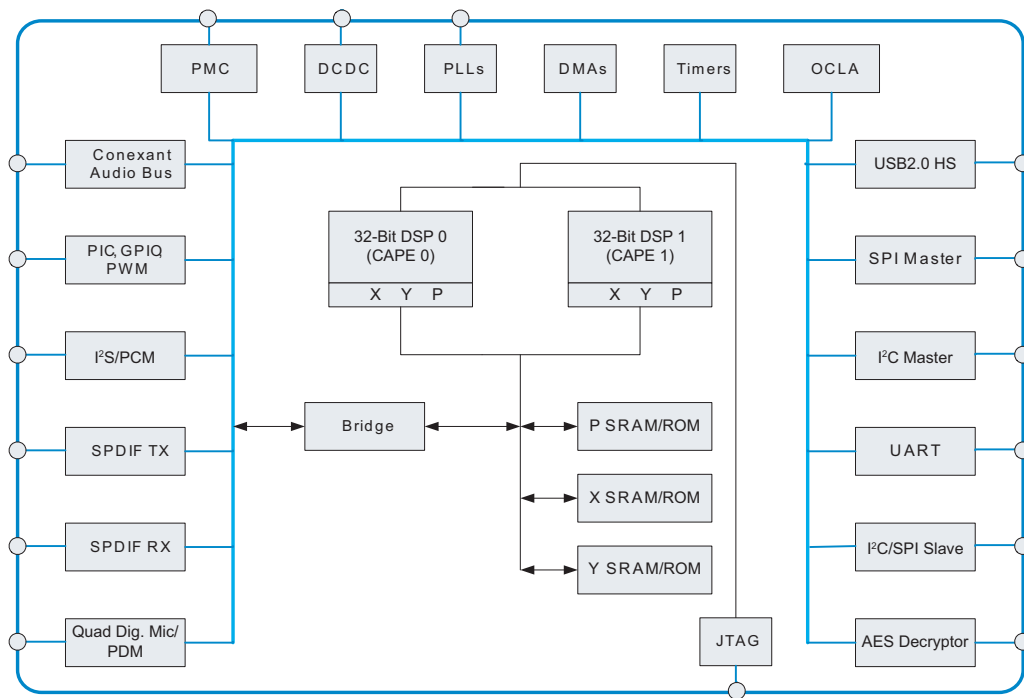 PMC
DCDC
PLLs
DMAs
Timers
OCLA
Conexant
Audio Bus
USB2.0 HS
32-Bit DSP 0
(CAPE 0)
X Y P
32-Bit DSP 1
(CAPE 1)
X Y P
PIC, GPIO,
PWM
SPI Master
I²S/PCM
I²C Master
Bridge
P SRAM/ROM
SPDIF TX
UART
X SRAM/ROM
SPDIF RX
Y SRAM/ROM
I²C/SPI Slave
Quad Dig. Mic/
PDM
JTAG
AES Decryptor